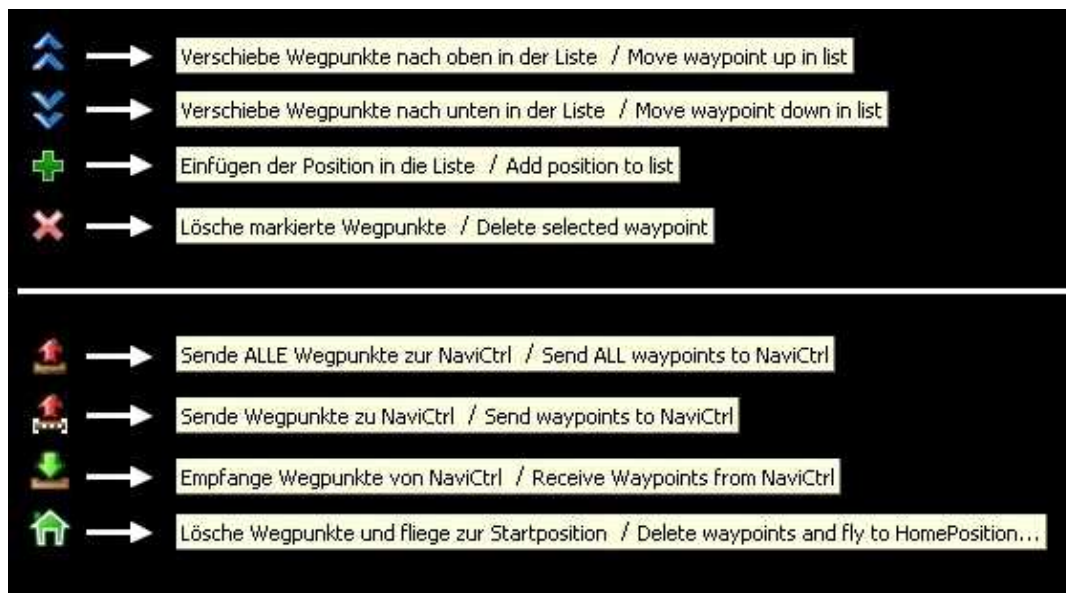 Verschiebe Wegpunkte nach oben in der Liste / Move waypoint up in list
Verschiebe Wegpunkte nach unten in der Liste / Move waypoint down in list
Einfügen der Position in die Liste / Add position to list
Lösche markierte Wegpunkte / Delete selected waypoint
Sende ALLE Wegpunkte zur NaviCtrl / Send ALL waypoints to NaviCtrl
Sende Wegpunkte zu NaviCtrl / Send waypoints to NaviCtrl
Empfange Wegpunkte von NaviCtrl / Receive Waypoints from NaviCtrl
Lösche Wegpunkte und fliege zur Startposition / Delete waypoints and fly to HomePosition...